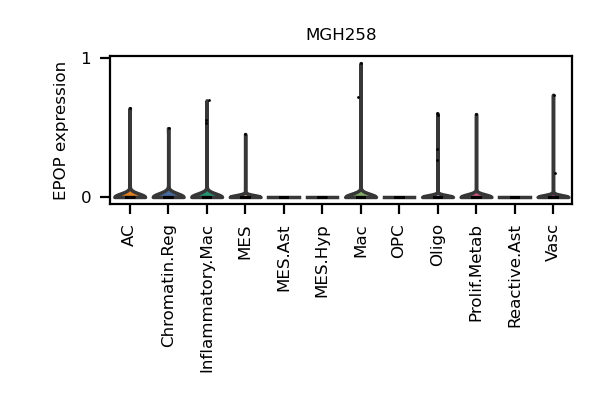 MGH258
EPOP expression
1
0
AC
Chromatin.Reg
Inflammatory.Mac
MES
MES.Ast
MES.Hyp
Mac
OPC
Oligo
Prolif.Metab
Reactive.Ast
Vasc